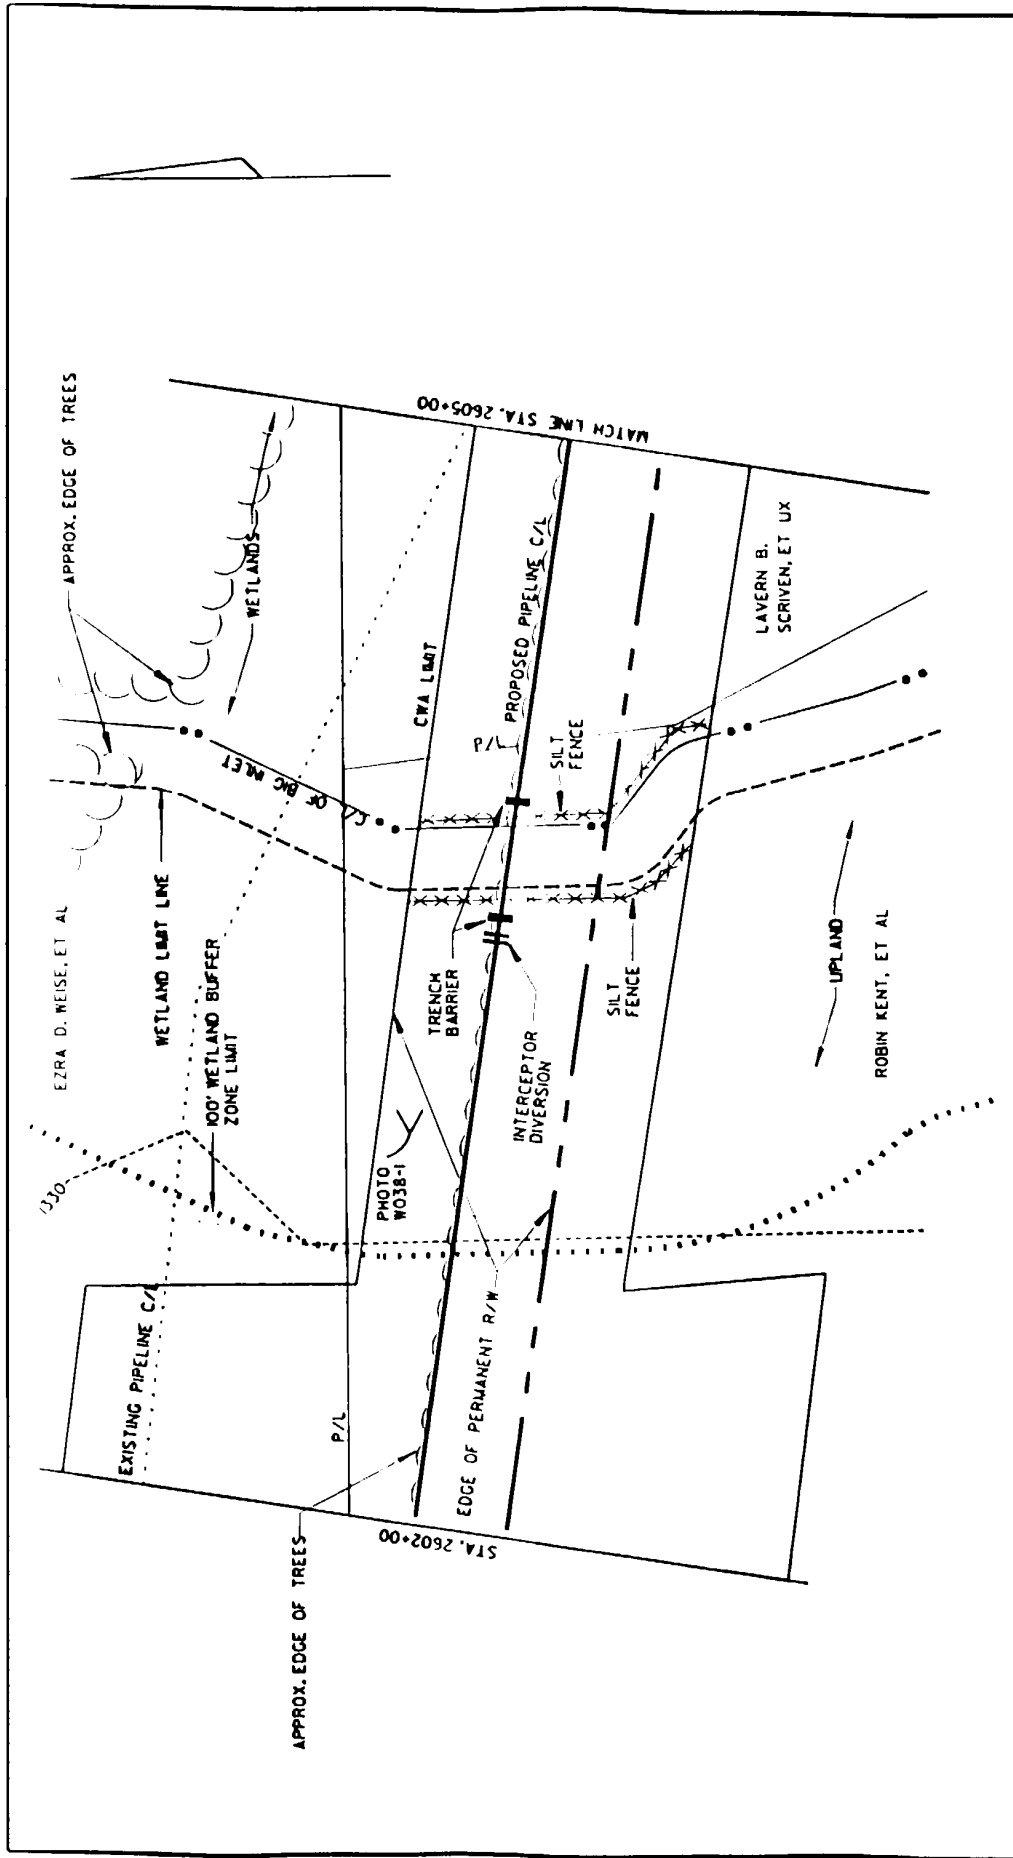 EZRA D. WEISE, ET AL
APPROX. EDGE OF TREES
WETLAND LIMIT LINE
WETLANDS
100' WETLAND BUFFER
ZONE LIMIT
1330
C/L OF BIG INLET
EXISTING PIPELINE C/L
P/L
CWA LIMIT
MATCH LINE STA. 2605+00
PHOTO
W038-1
TRENCH
BARRIER
PROPOSED PIPELINE C/L
P/L
SILT
FENCE
INTERCEPTOR
DIVERSION
EDGE OF PERMANENT R/W
STA. 2602+00
APPROX. EDGE OF TREES
SILT
FENCE
LAVERN B.
SCRIVEN, ET UX
UPLAND
ROBIN KENT, ET AL